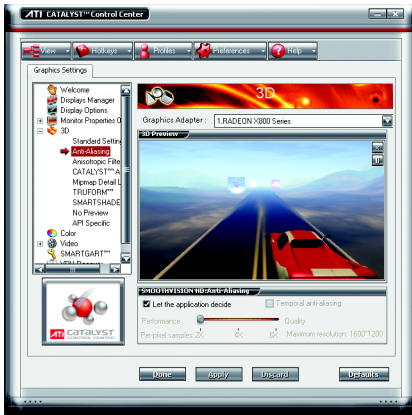 ATI CATALYST™ Control Center
View Hotkeys Profiles Preferences Help
Graphics Settings
Welcome
Displays Manager
Display Options
Monitor Properties 0
3D
Standard Setting
Anti-Aliasing
Anisotropic Filte
CATALYST™ A
Mipmap Detail L
TRUFORM™
SMARTSHADE
No Preview
API Specific
Color
Video
SMARTGART™
VPU Recover
ATI CATALYST
CONTROL CENTER
3D
Graphics Adapter : 1.RADEON X800 Series
3D Preview
SMOOTHVISION HD:Anti-Aliasing
Let the application decide Temporal anti-aliasing
Performance Quality
Per-pixel samples: 2X 4X 6X Maximum resolution: 1600*1200
Done Apply Discard Defaults